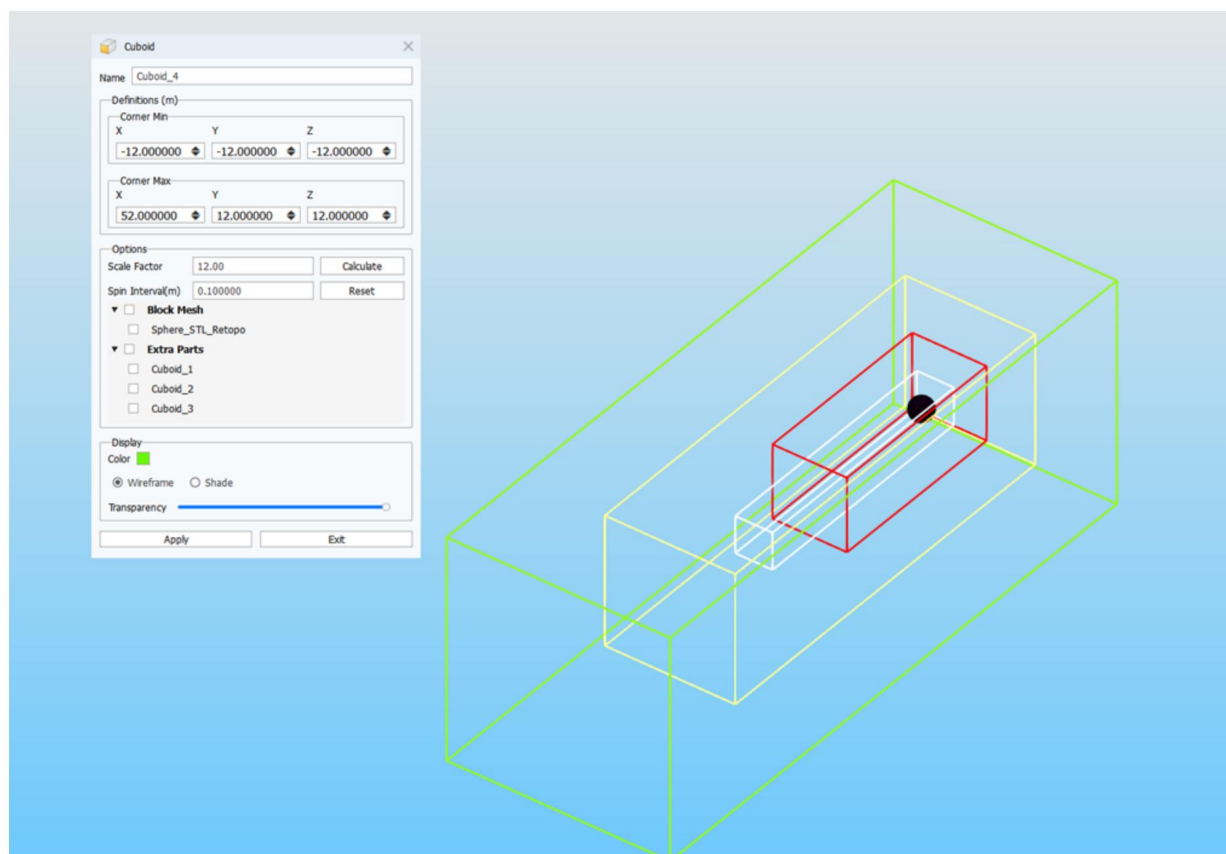 Cuboid
Name Cuboid_4
Definitions (m)
Corner Min
X Y Z
-12.000000 -12.000000 -12.000000
Corner Max
X Y Z
52.000000 12.000000 12.000000
Options
Scale Factor 12.00 Calculate
Spin Interval(m) 0.100000 Reset
Block Mesh
Sphere_STL_Retopo
Extra Parts
Cuboid_1
Cuboid_2
Cuboid_3
Display
Color
Wireframe Shade
Transparency
Apply Exit